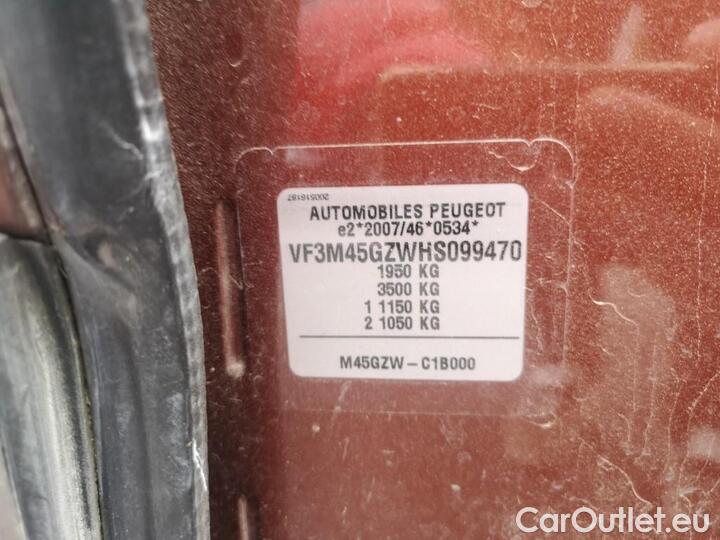 200516187
AUTOMOBILES PEUGEOT
e2*2007/46*0534*
VF3M45GZWHS099470
1950 KG
3500 KG
1 1150 KG
2 1050 KG
M45GZW-C1B000
CarOutlet.eu